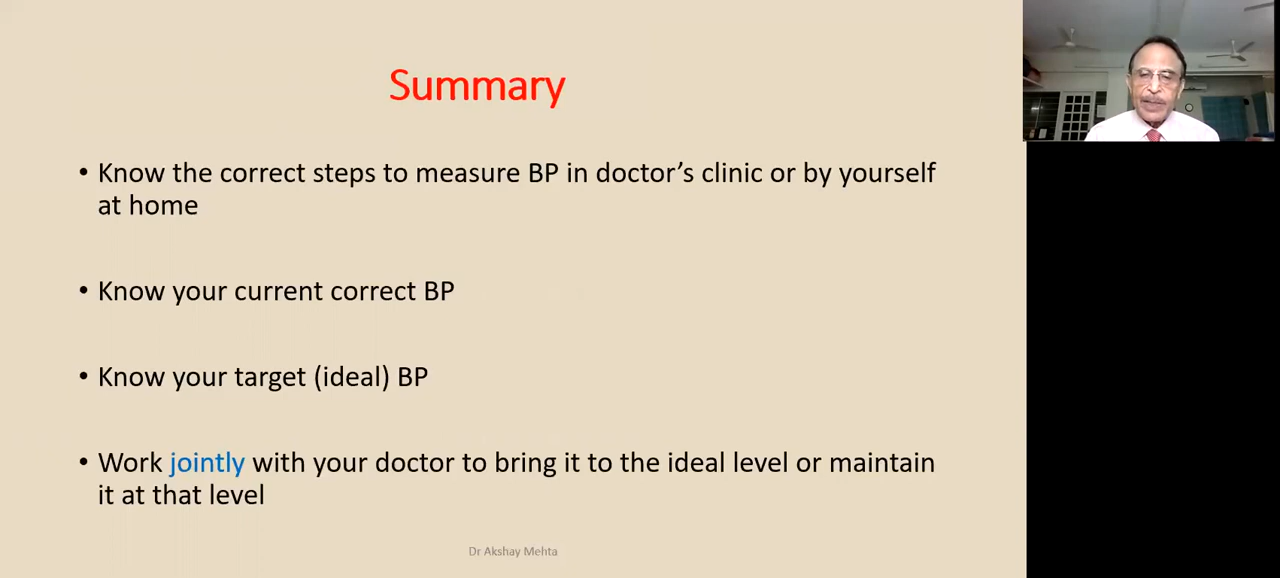 Summary
• Know the correct steps to measure BP in doctor’s clinic or by yourself
at home
• Know your current correct BP
• Know your target (ideal) BP
• Work jointly with your doctor to bring it to the ideal level or maintain
it at that level
Dr Akshay Mehta